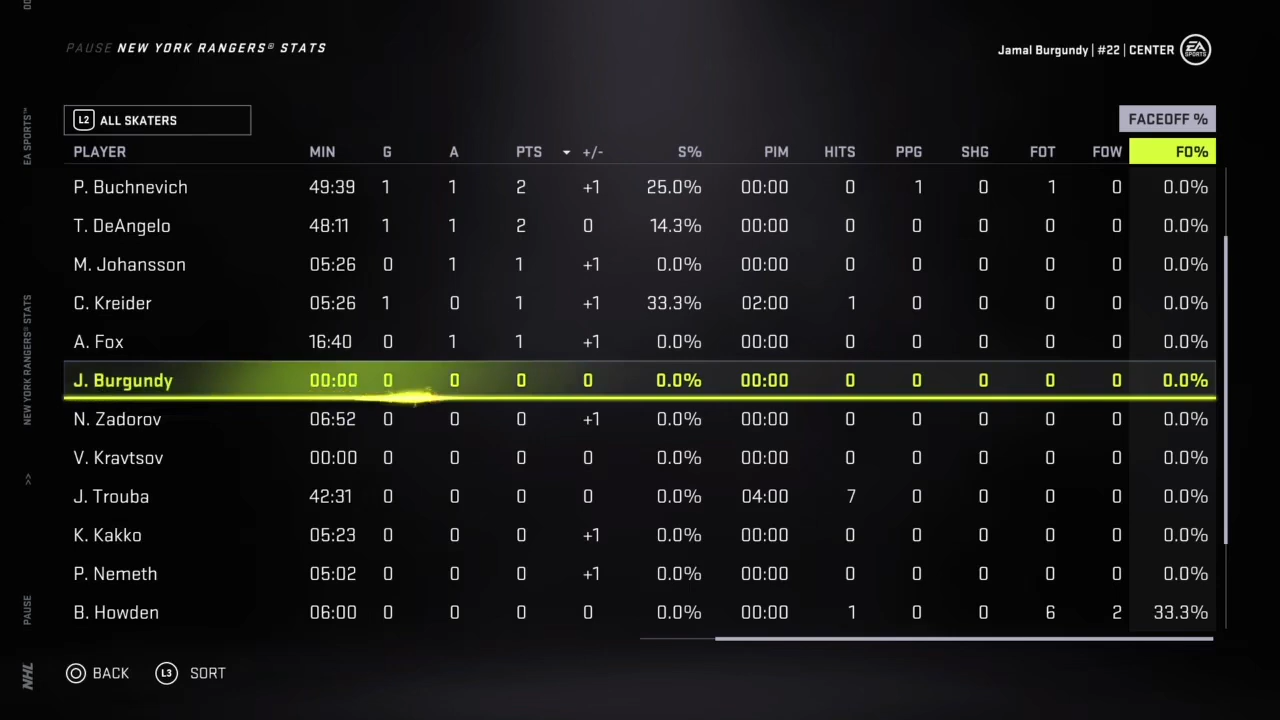 PAUSE NEW YORK RANGERS® STATS
Jamal Burgundy | #22 | CENTER
EA SPORTS
L2 ALL SKATERS
FACEOFF %
PLAYER MIN G A PTS +/- S% PIM HITS PPG SHG FOT FOW FO%
P. Buchnevich 49:39 1 1 2 +1 25.0% 00:00 0 1 0 1 0 0.0%
T. DeAngelo 48:11 1 1 2 0 14.3% 00:00 0 0 0 0 0 0.0%
M. Johansson 05:26 0 1 1 +1 0.0% 00:00 0 0 0 0 0 0.0%
C. Kreider 05:26 1 0 1 +1 33.3% 02:00 1 0 0 0 0 0.0%
A. Fox 16:40 0 1 1 +1 0.0% 00:00 0 0 0 0 0 0.0%
J. Burgundy 00:00 0 0 0 0 0.0% 00:00 0 0 0 0 0 0.0%
N. Zadorov 06:52 0 0 0 +1 0.0% 00:00 0 0 0 0 0 0.0%
V. Kravtsov 00:00 0 0 0 0 0.0% 00:00 0 0 0 0 0 0.0%
J. Trouba 42:31 0 0 0 0 0.0% 04:00 7 0 0 0 0 0.0%
K. Kakko 05:23 0 0 0 +1 0.0% 00:00 0 0 0 0 0 0.0%
P. Nemeth 05:02 0 0 0 +1 0.0% 00:00 0 0 0 0 0 0.0%
B. Howden 06:00 0 0 0 0 0.0% 00:00 1 0 0 6 2 33.3%
BACK
L3 SORT
NHL PAUSE >> NEW YORK RANGERS® STATS EA SPORTS™